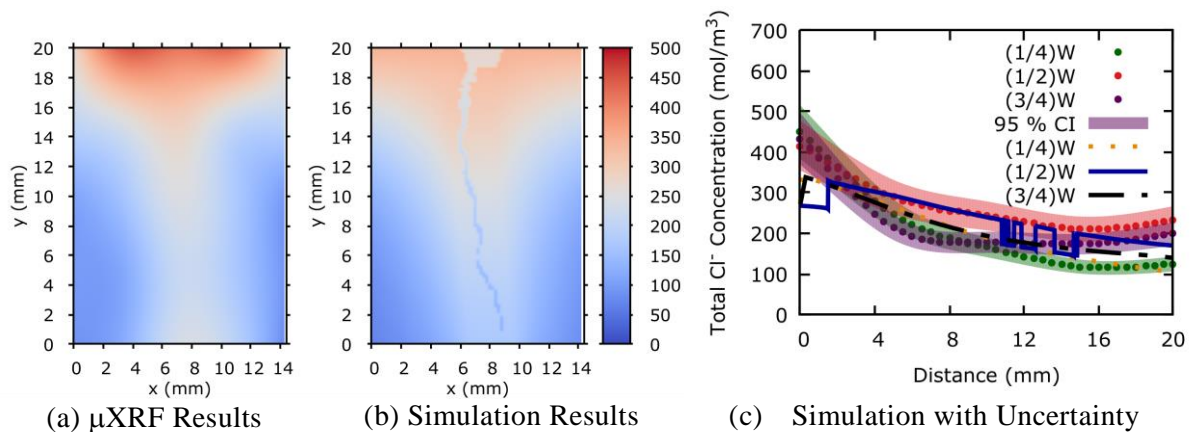 20
18
16
14
12
10
8
6
4
2
0
y (mm)
0 2 4 6 8 10 12 14
x (mm)
(a) μXRF Results
20
18
16
14
12
10
8
6
4
2
0
y (mm)
0 2 4 6 8 10 12 14
x (mm)
500
450
400
350
300
250
200
150
100
50
0
(b) Simulation Results
Total Cl⁻ Concentration (mol/m³)
700
600
500
400
300
200
100
0
(1/4)W
(1/2)W
(3/4)W
95 % CI
(1/4)W
(1/2)W
(3/4)W
0 4 8 12 16 20
Distance (mm)
(c) Simulation with Uncertainty